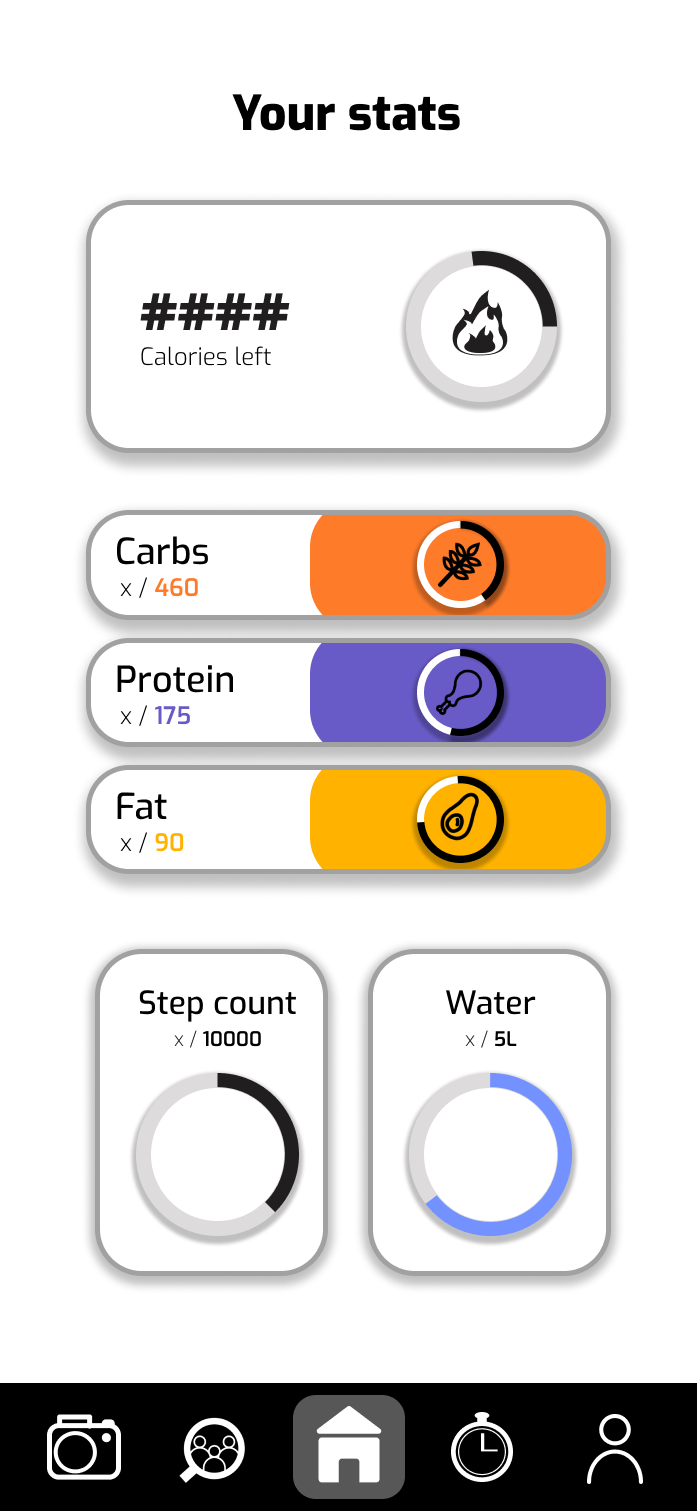 Your stats
####
Calories left
Carbs
x / 460
Protein
x / 175
Fat
x / 90
Step count
x / 10000
Water
x / 5L